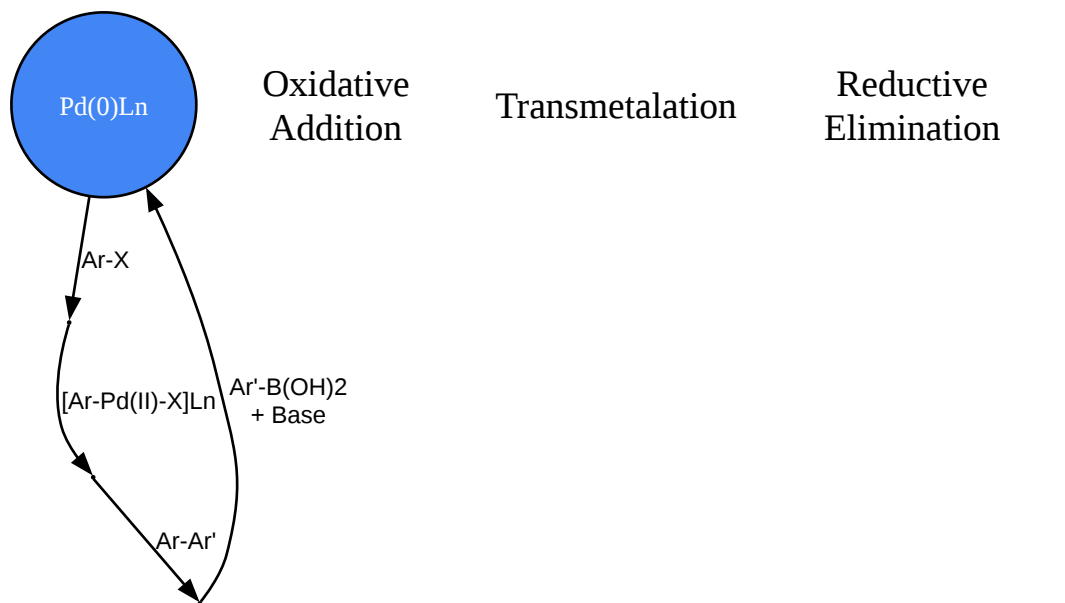 Pd(0)Ln
Oxidative
Addition
Transmetalation
Reductive
Elimination
Ar-X
Ar'-B(OH)2
+ Base
[Ar-Pd(II)-X]Ln
Ar-Ar'